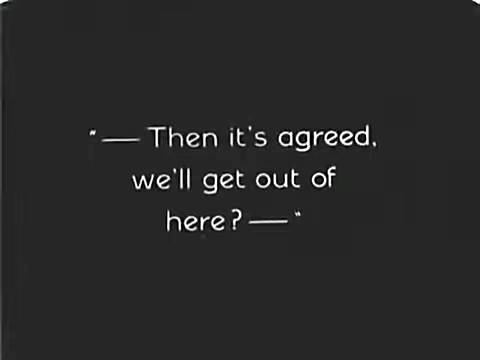 "— Then it's agreed,
we'll get out of
here? — "